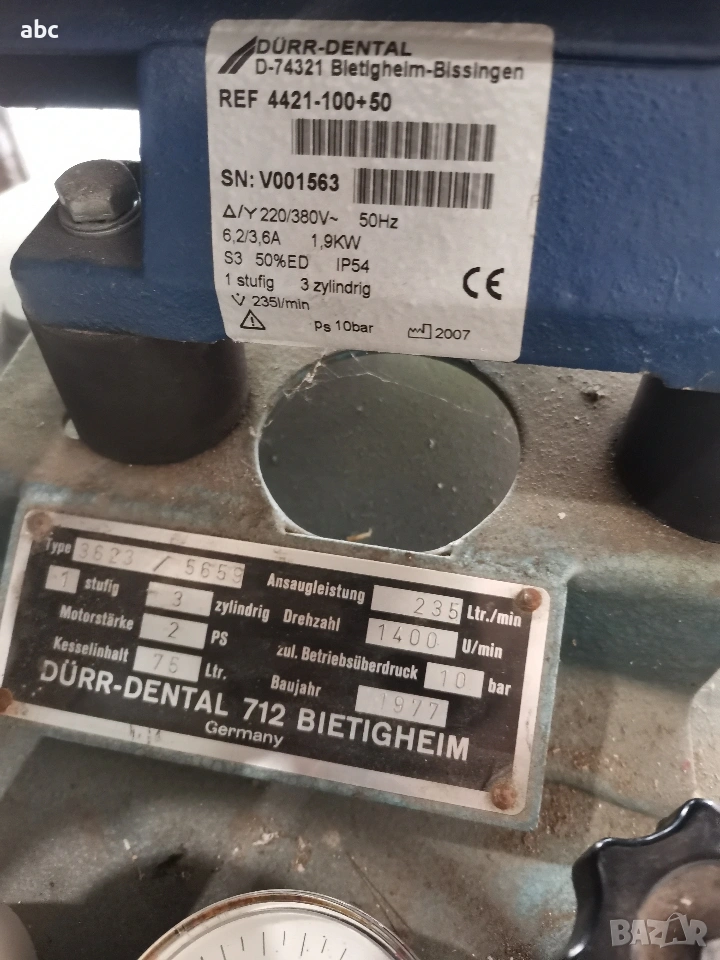 abc
DÜRR-DENTAL
D-74321 Bietigheim-Bissingen
REF 4421-100+50
SN: V001563
Δ/Y 220/380V~ 50Hz
6,2/3,6A 1,9KW
S3 50%ED IP54
1 stufig 3 zylindrig
V̇ 235l/min
CE
Ps 10bar 2007
Type 3623 / 5659
1 stufig 3 zylindrig
Motorstärke 2 PS
Kesselinhalt 75 Ltr.
Ansaugleistung 235 Ltr./min
Drehzahl 1400 U/min
zul. Betriebsüberdruck 10 bar
Baujahr 1977
DÜRR-DENTAL 712 BIETIGHEIM
Germany
BAZAR